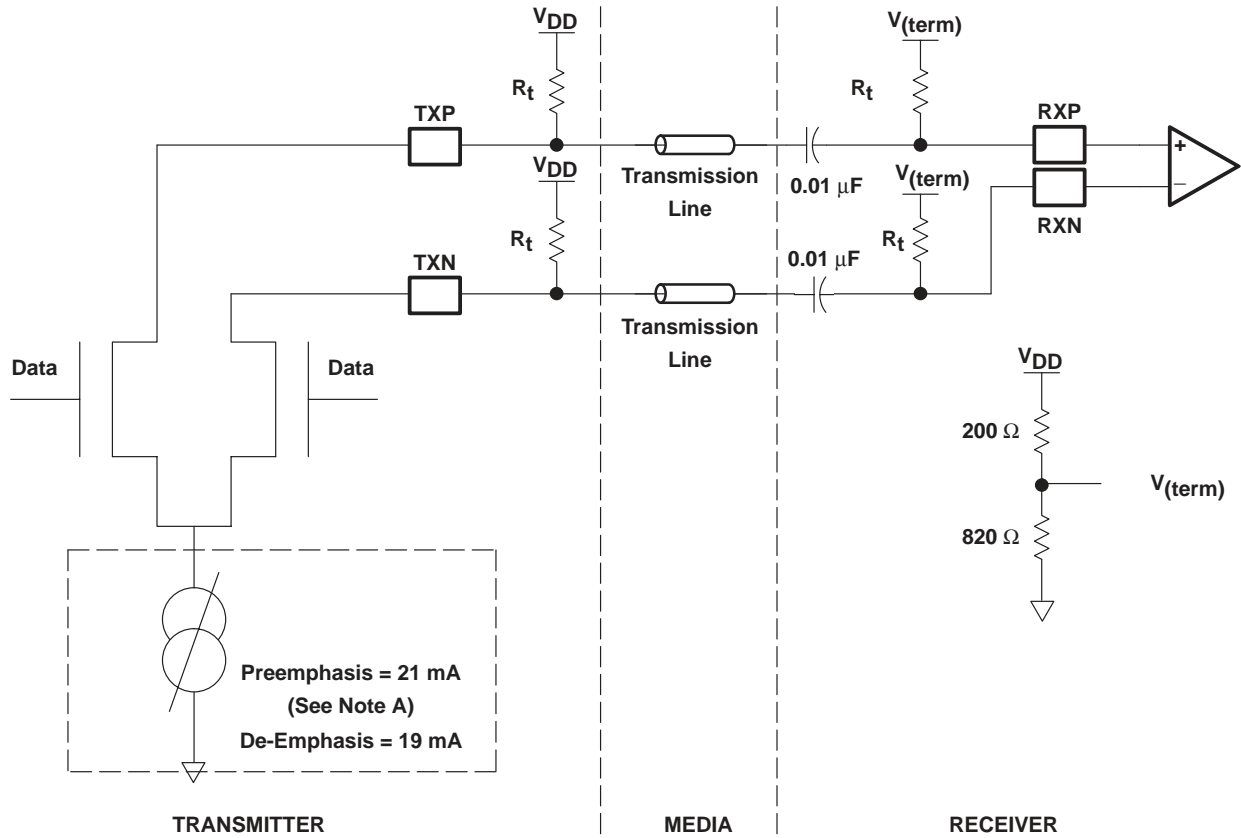 VDD
V(term)
Rt
Rt
TXP
RXP
VDD
+
Transmission
Line
0.01 μF
V(term)
−
RXN
Rt
TXN
0.01 μF
Rt
Transmission
Line
Data
Data
VDD
200 Ω
V(term)
820 Ω
Preemphasis = 21 mA
(See Note A)
De-Emphasis = 19 mA
TRANSMITTER
MEDIA
RECEIVER